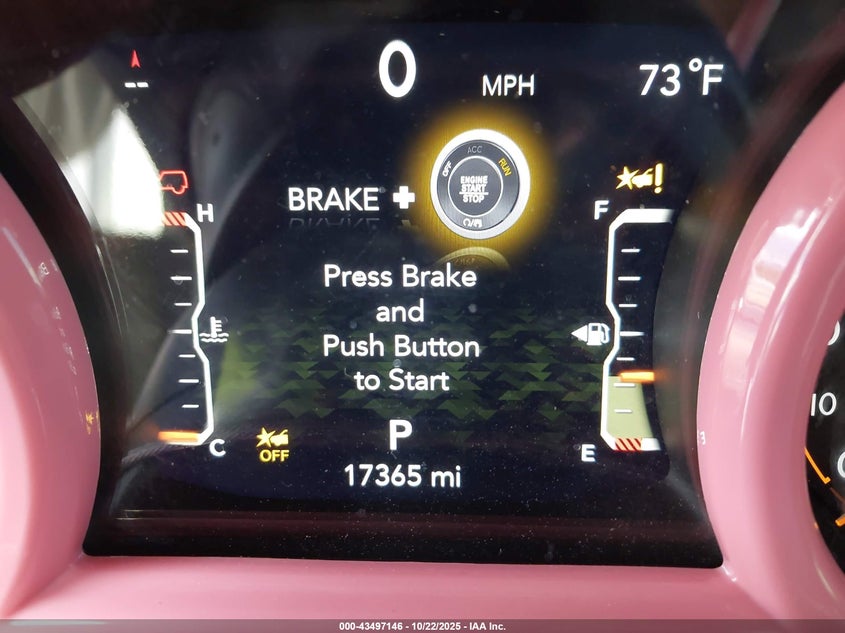 0 MPH 73°F
ACC
OFF RUN
ENGINE
START
STOP
BRAKE +
H F
Press Brake
and
Push Button
to Start
C OFF P E
17365 mi
10
000-43497146 - 10/22/2025 - IAA Inc.